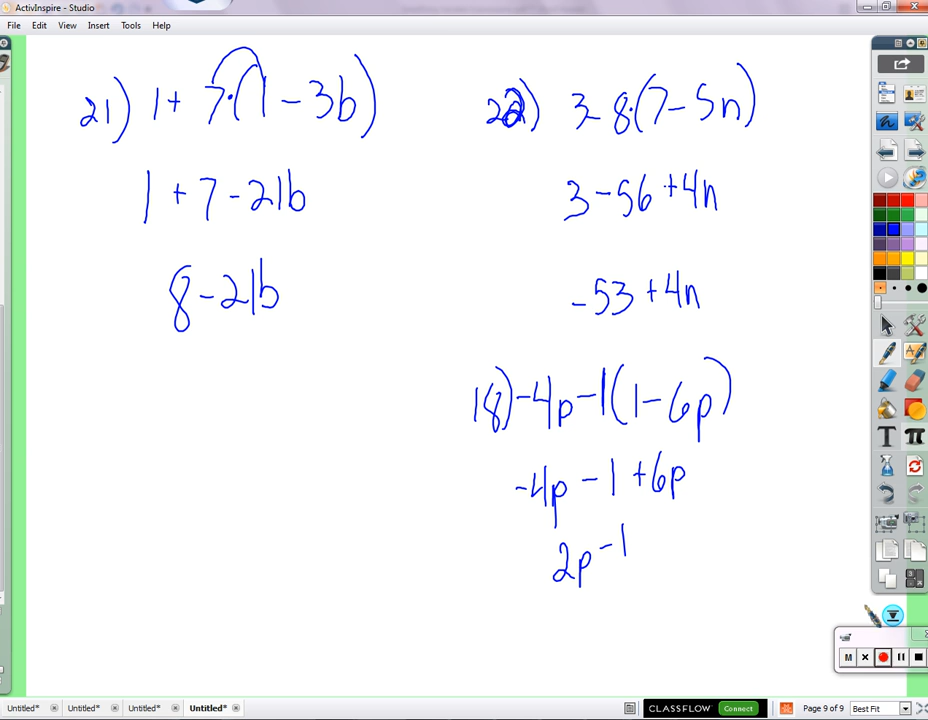 ActivInspire - Studio
File Edit View Insert Tools Help
21) 1 + 7·(1 - 3b)
1 + 7 - 21b
8 - 21b
22) 3 - 8·(7 - 5n)
3 - 56 + 4n
-53 + 4n
18) -4p - 1(1 - 6p)
-4p - 1 + 6p
2p - 1
M
Untitled* Untitled* Untitled* Untitled* CLASSFLOW Connect Page 9 of 9 Best Fit